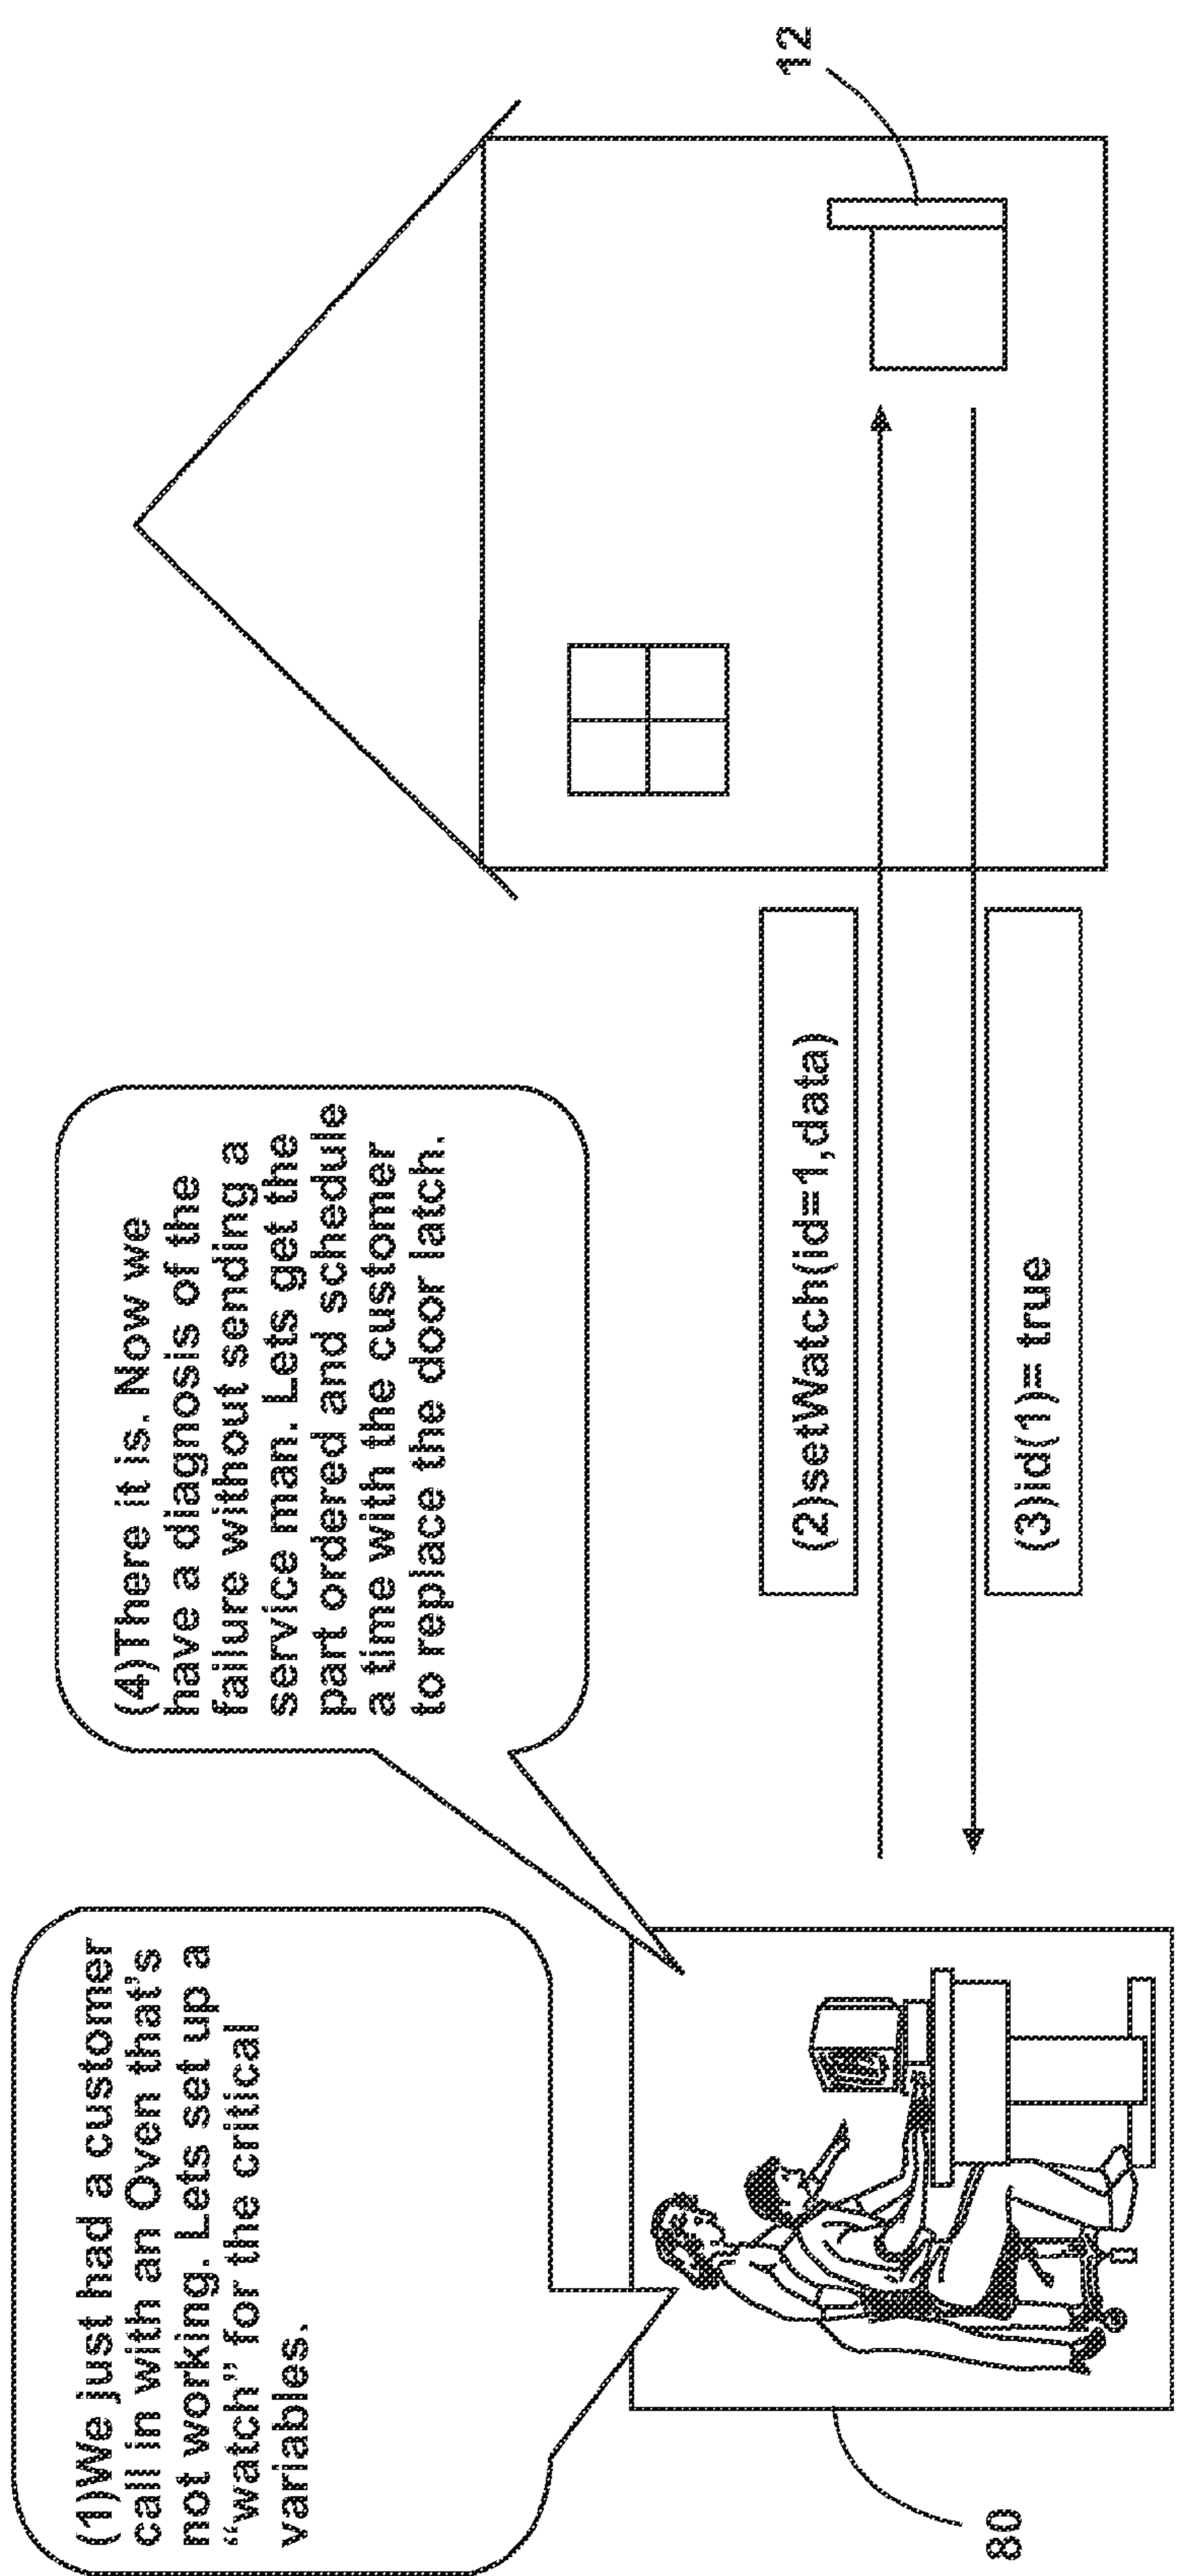 (1)We just had a customer
call in with an Oven that's
not working. Lets set up a
“watch” for the critical
variables.
(4)There it is. Now we
have a diagnosis of the
failure without sending a
service man. Lets get the
part ordered and schedule
a time with the customer
to replace the door latch.
(2)setWatch(id=1,data)
(3)id(1)= true
80
12